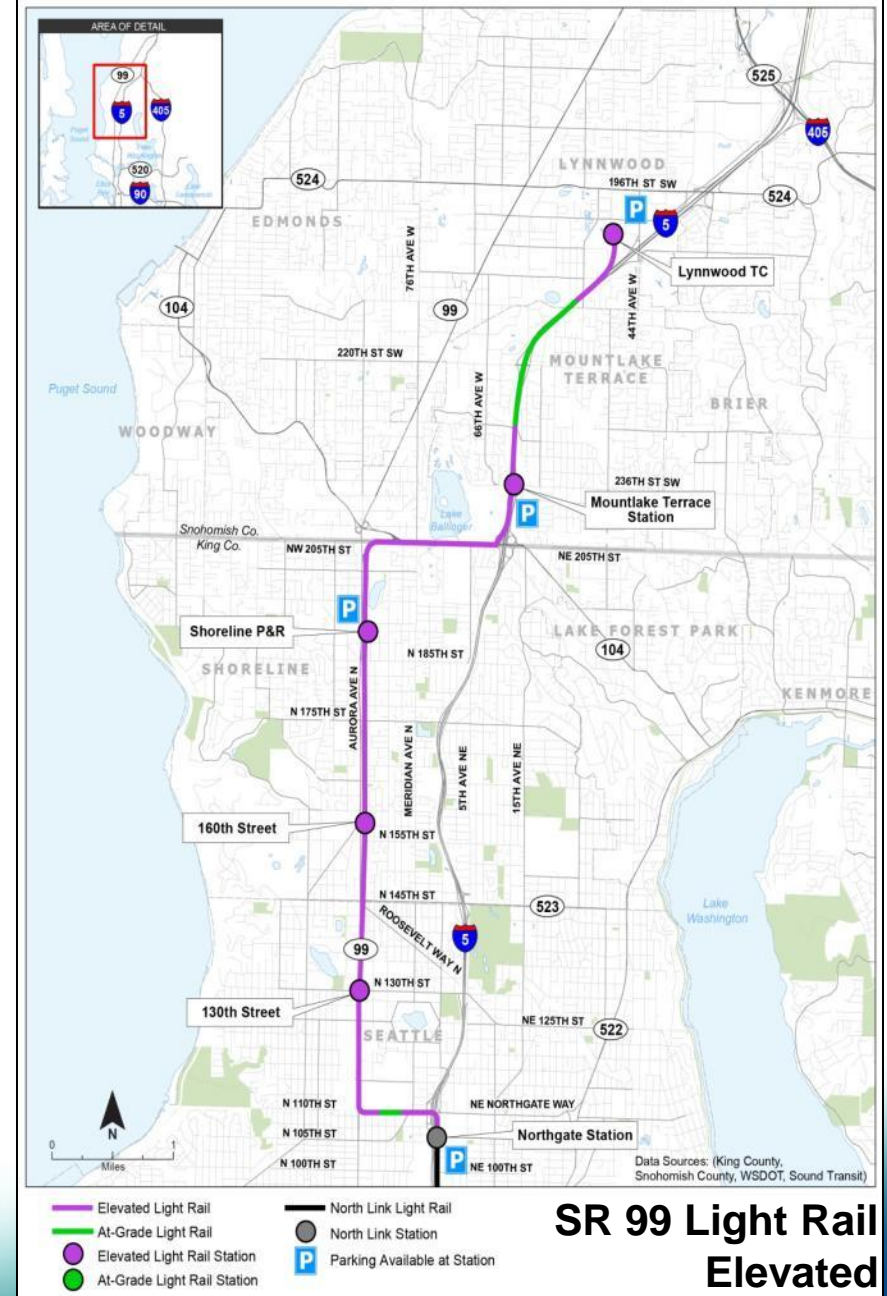 AREA OF DETAIL
99
5
405
Puget
Sound
520
90
525
405
LYNNWOOD
524
196TH ST SW
524
P
5
EDMONDS
Lynnwood TC
76TH AVE W
44TH AVE W
104
99
220TH ST SW
MOUNTLAKE
TERRACE
66TH AVE W
Puget Sound
BRIER
WOODWAY
236TH ST SW
Mountlake Terrace
Station
P
Lake
Ballinger
Snohomish Co.
King Co.
NW 205TH ST
NE 205TH ST
P
Shoreline P&R
LAKE FOREST PARK
N 185TH ST
104
SHORELINE
KENMORE
AURORA AVE N
N 175TH ST
MERIDIAN AVE N
5TH AVE NE
15TH AVE NE
160th Street
N 155TH ST
N 145TH ST
523
Lake
Washington
ROOSEVELT WAY N
5
99
N 130TH ST
130th Street
NE 125TH ST
522
SEATTLE
N 110TH ST
NE NORTHGATE WAY
N
N 105TH ST
Northgate Station
0 1
Miles
N 100TH ST
P
NE 100TH ST
Data Sources: (King County,
Snohomish County, WSDOT, Sound Transit)
Elevated Light Rail
At-Grade Light Rail
Elevated Light Rail Station
At-Grade Light Rail Station
North Link Light Rail
North Link Station
P Parking Available at Station
SR 99 Light Rail
Elevated